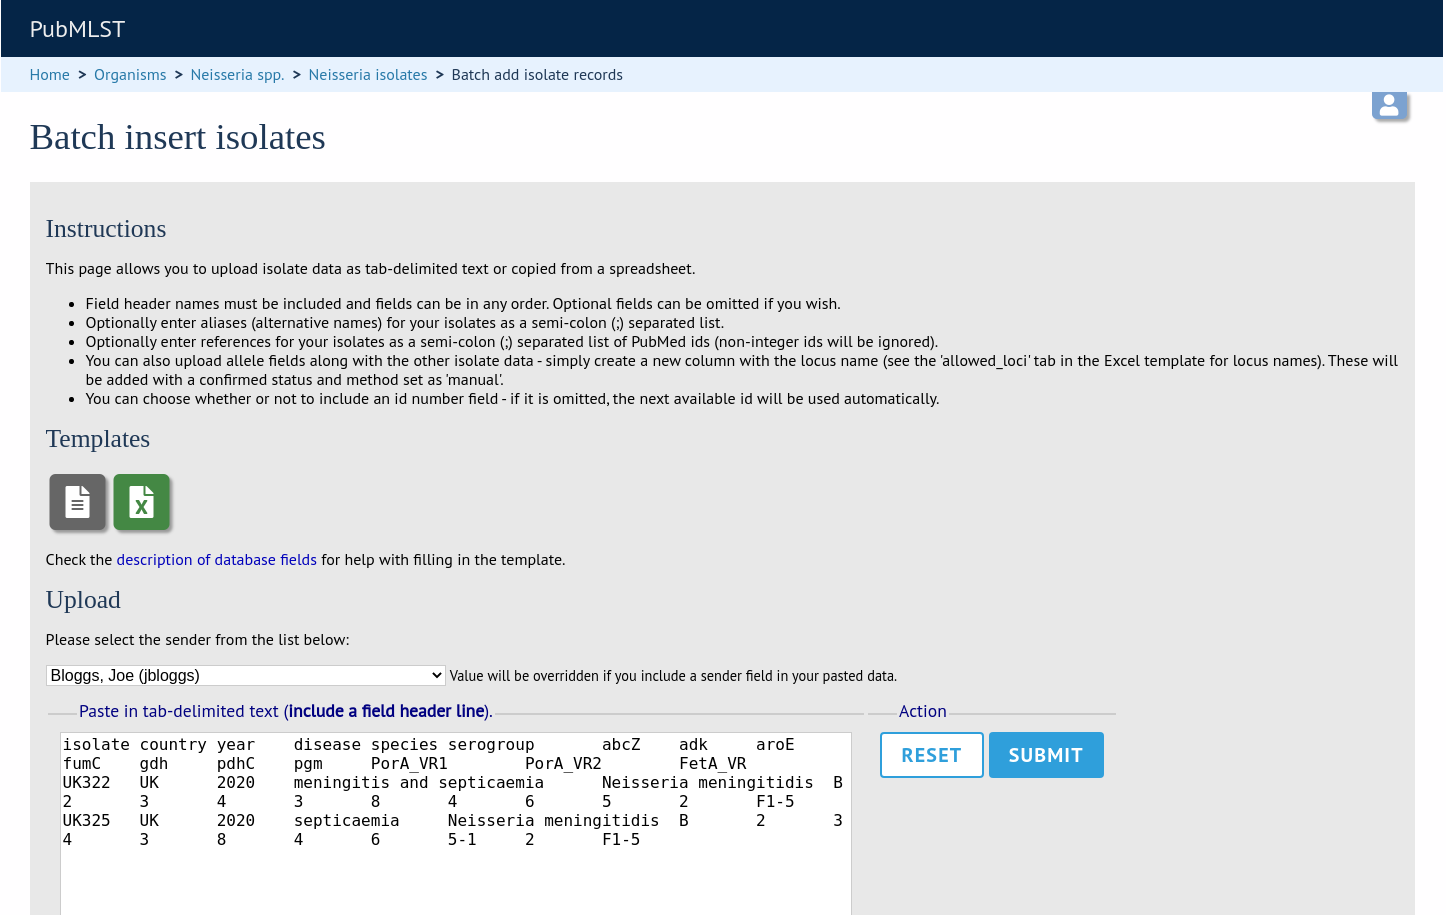 PubMLST
Home > Organisms > Neisseria spp. > Neisseria isolates > Batch add isolate records
Batch insert isolates
Instructions
This page allows you to upload isolate data as tab-delimited text or copied from a spreadsheet.
• Field header names must be included and fields can be in any order. Optional fields can be omitted if you wish.
• Optionally enter aliases (alternative names) for your isolates as a semi-colon (;) separated list.
• Optionally enter references for your isolates as a semi-colon (;) separated list of PubMed ids (non-integer ids will be ignored).
• You can also upload allele fields along with the other isolate data - simply create a new column with the locus name (see the 'allowed_loci' tab in the Excel template for locus names). These will
be added with a confirmed status and method set as 'manual'.
• You can choose whether or not to include an id number field - if it is omitted, the next available id will be used automatically.
Templates
X
Check the description of database fields for help with filling in the template.
Upload
Please select the sender from the list below:
Bloggs, Joe (jbloggs) Value will be overridden if you include a sender field in your pasted data.
Paste in tab-delimited text (include a field header line). Action
RESET SUBMIT
isolate country year disease species serogroup abcZ adk aroE
fumC gdh pdhC pgm PorA_VR1 PorA_VR2 FetA_VR
UK322 UK 2020 meningitis and septicaemia Neisseria meningitidis B
2 3 4 3 8 4 6 5 2 F1-5
UK325 UK 2020 septicaemia Neisseria meningitidis B 2 3
4 3 8 4 6 5-1 2 F1-5